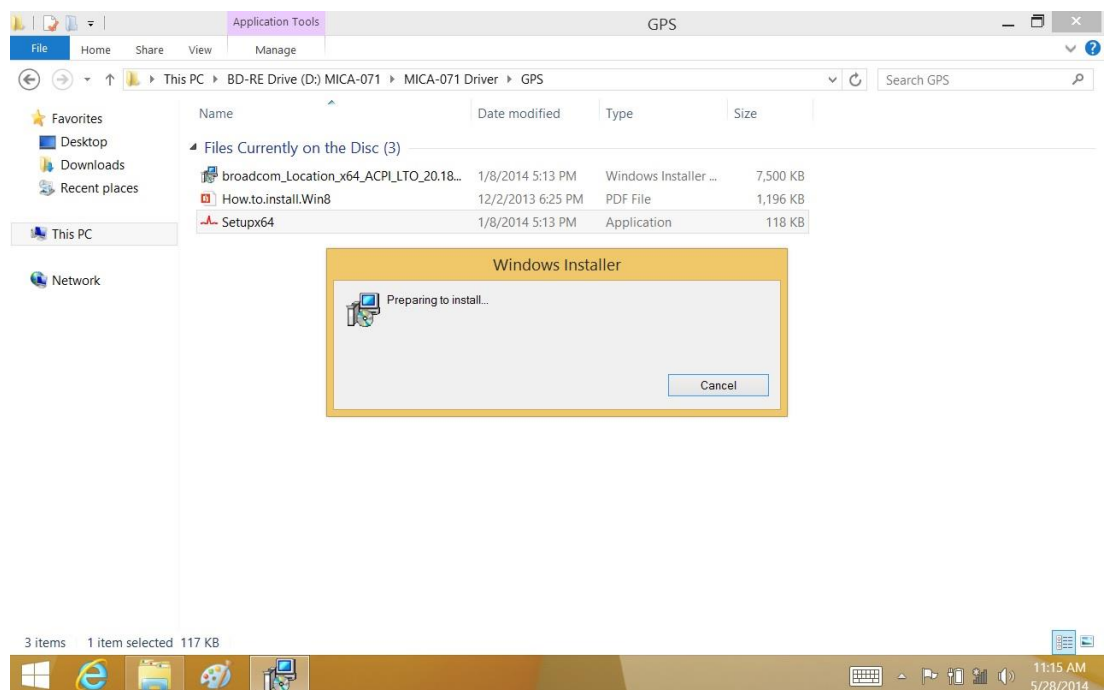 Application Tools
GPS
File Home Share View Manage
This PC BD-RE Drive (D:) MICA-071 MICA-071 Driver GPS
Search GPS
Favorites
Desktop
Downloads
Recent places
This PC
Network
Name Date modified Type Size
Files Currently on the Disc (3)
broadcom_Location_x64_ACPI_LTO_20.18... 1/8/2014 5:13 PM Windows Installer ... 7,500 KB
How.to.install.Win8 12/2/2013 6:25 PM PDF File 1,196 KB
Setupx64 1/8/2014 5:13 PM Application 118 KB
Windows Installer
Preparing to install...
Cancel
3 items 1 item selected 117 KB
11:15 AM
5/28/2014